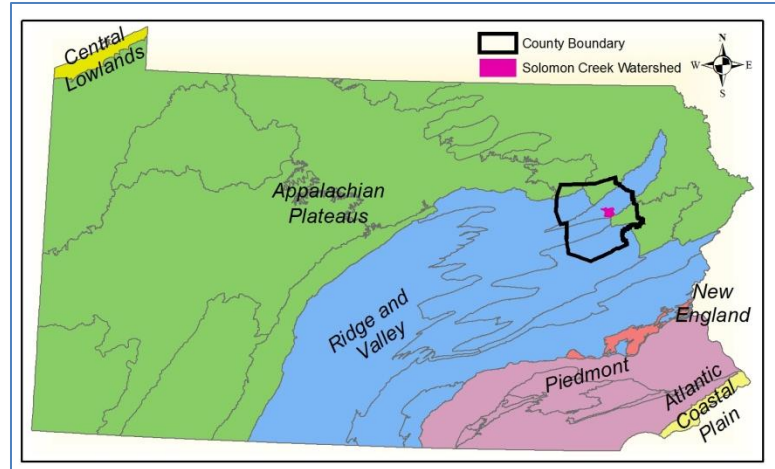 Central
Lowlands
County Boundary
Solomon Creek Watershed
N
W E
S
Appalachian
Plateaus
Ridge and
Valley
New
England
Piedmont
Atlantic
Coastal
Plain